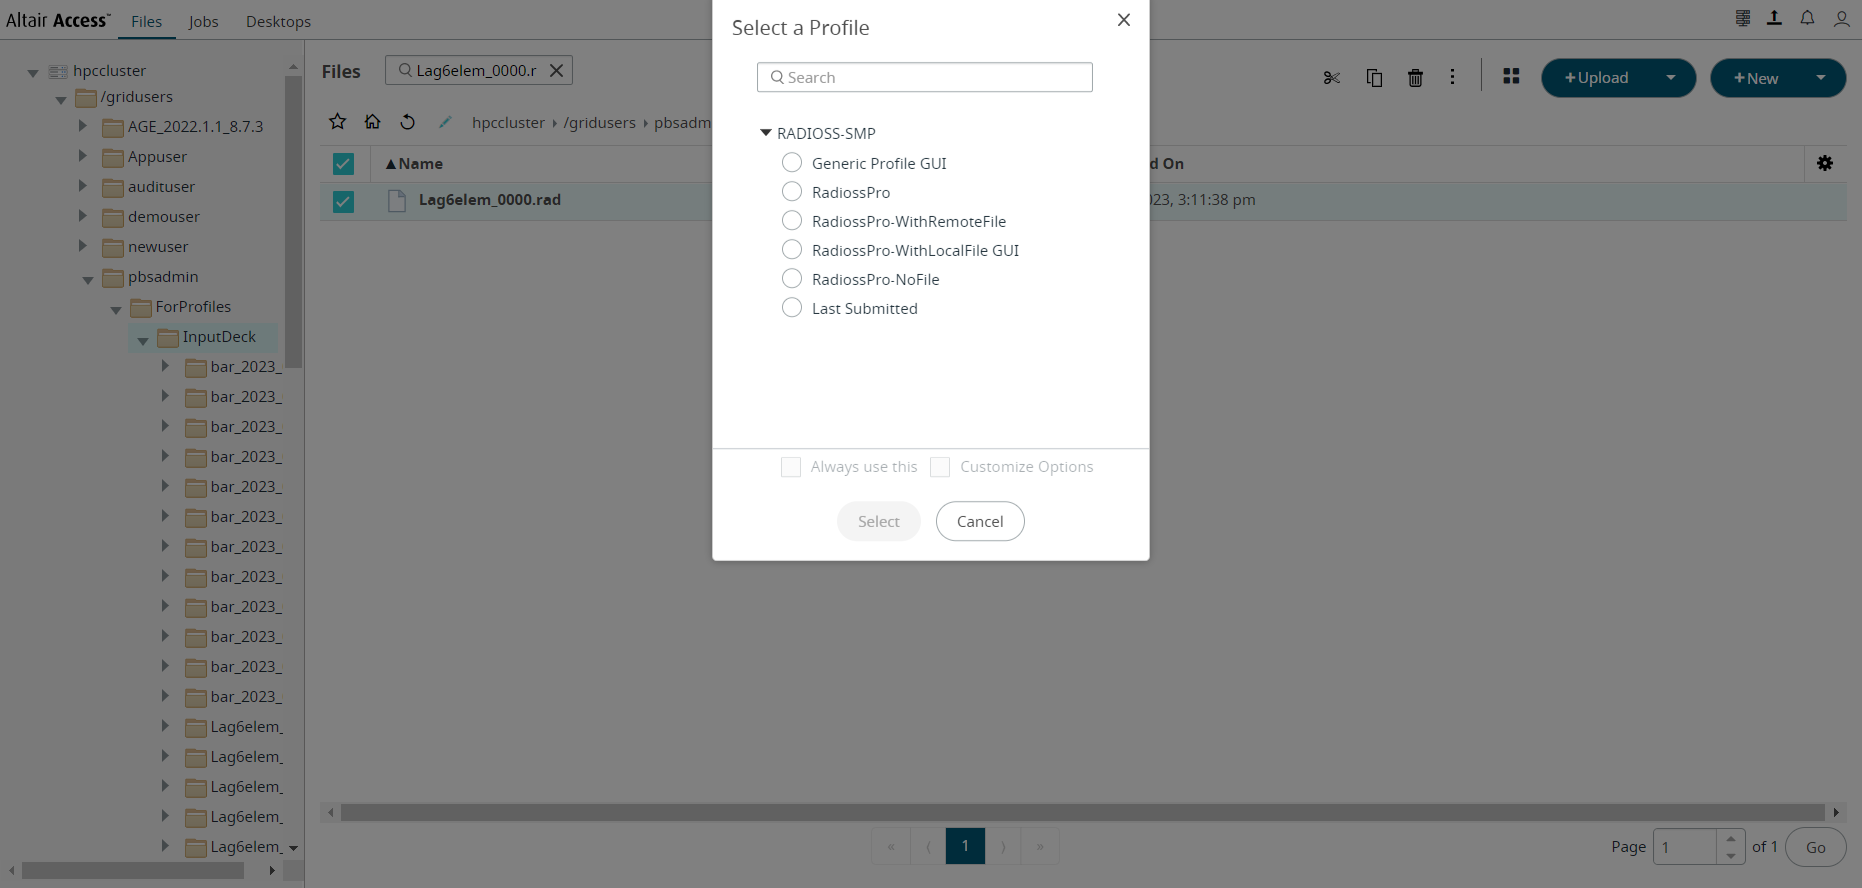 Altair Access™ Files Jobs Desktops
Select a Profile
hpccluster
/gridusers
AGE_2022.1.1_8.7.3
Appuser
audituser
demouser
newuser
pbsadmin
ForProfiles
InputDeck
bar_2023_
bar_2023_
bar_2023_
bar_2023_
bar_2023_
bar_2023_
bar_2023_
bar_2023_
bar_2023_
bar_2023_
bar_2023_
bar_2023_
Lag6elem_
Lag6elem_
Lag6elem_
Lag6elem_
Lag6elem_
Files Lag6elem_0000.r
+Upload +New
hpccluster /gridusers pbsadm
Name d On
Lag6elem_0000.rad 023, 3:11:38 pm
Search
RADIOSS-SMP
Generic Profile GUI
RadiossPro
RadiossPro-WithRemoteFile
RadiossPro-WithLocalFile GUI
RadiossPro-NoFile
Last Submitted
Always use this Customize Options
Select Cancel
« ⟨ 1 ⟩ »
Page 1 of 1 Go